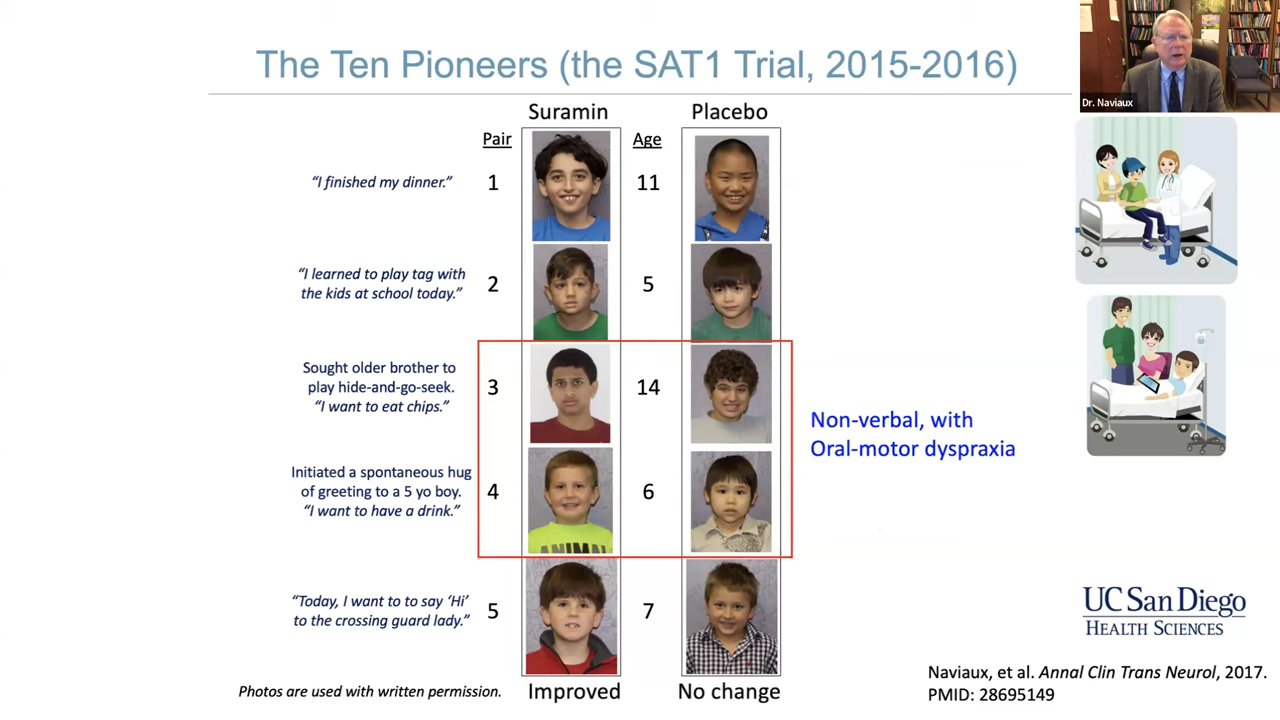 The Ten Pioneers (the SAT1 Trial, 2015-2016)
Dr. Naviaux
Suramin
Placebo
Pair
Age
“I finished my dinner.”
1
11
“I learned to play tag with
the kids at school today.”
2
5
Sought older brother to
play hide-and-go-seek.
“I want to eat chips.”
3
14
Non-verbal, with
Oral-motor dyspraxia
Initiated a spontaneous hug
of greeting to a 5 yo boy.
“I want to have a drink.”
4
6
ANIMAL
“Today, I want to to say ‘Hi’
to the crossing guard lady.”
5
7
UC San Diego
HEALTH SCIENCES
Photos are used with written permission.
Improved
No change
Naviaux, et al. Annal Clin Trans Neurol, 2017.
PMID: 28695149